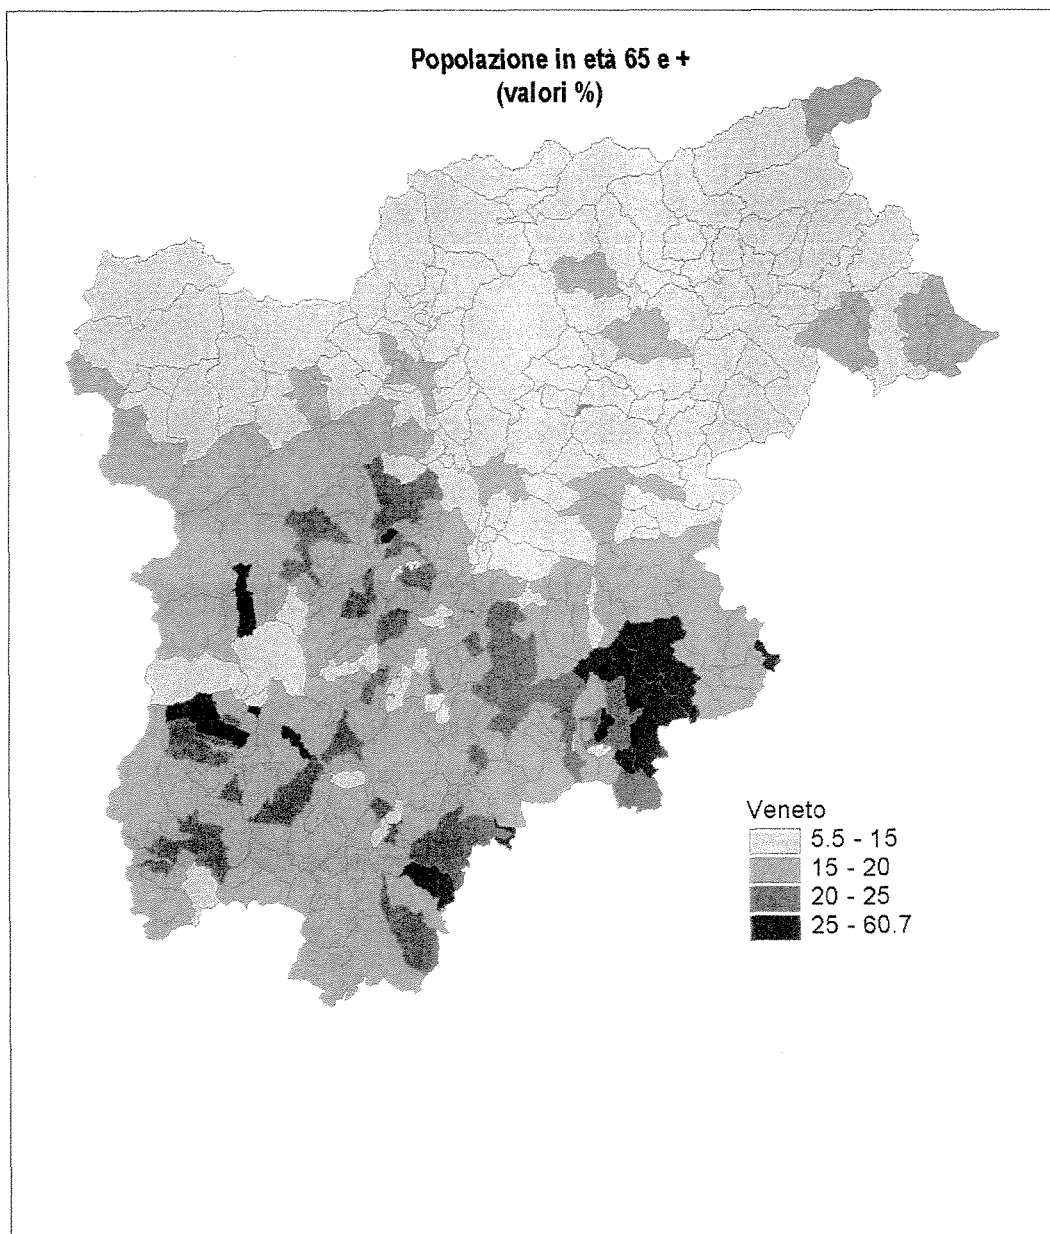 Popolazione in età 65 e +
(valori %)
Veneto
5.5 - 15
15 - 20
20 - 25
25 - 60.7